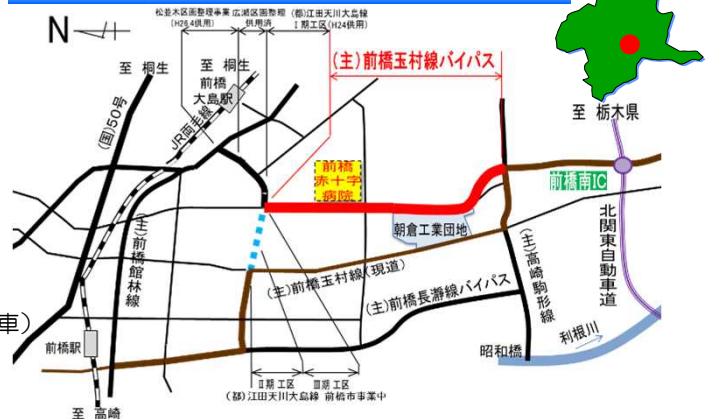 松並木区画整理事業
(H26.4供用)
広瀬区画整理
供用済
(都)江田天川大島線
Ⅰ期工区(H24供用)
N
(主)前橋玉村線バイパス
至 桐生
至 桐生
前橋
大島駅
(国)50号
JR両毛線
至 栃木県
前橋
赤十字
病院
前橋南IC
朝倉工業団地
(主)前橋館林線
(主)前橋玉村線(現道)
(主)高崎駒形線
北関東自動車道
(主)前橋長瀞線バイパス
車)
前橋駅
昭和橋
利根川
Ⅱ期 工区
Ⅲ期 工区
(都)江田天川大島線 前橋市事業中
至 高崎